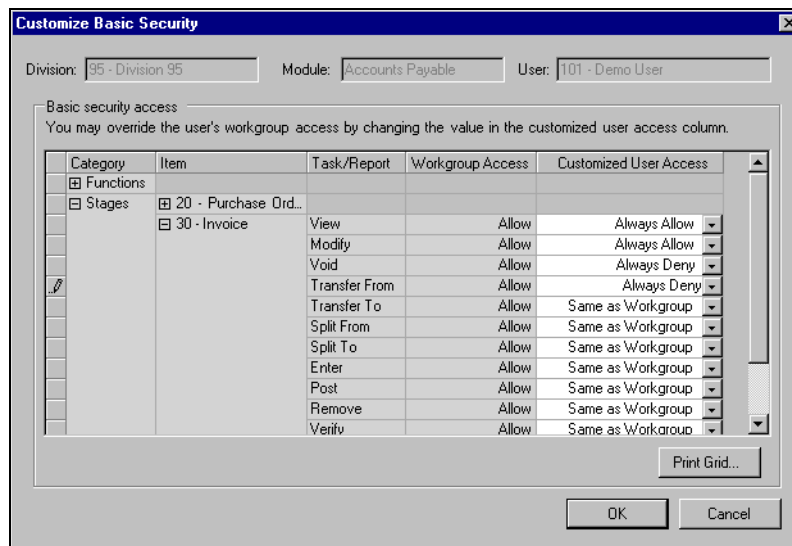 Customize Basic Security
Division: 95 - Division 95 Module: Accounts Payable User: 101 - Demo User
Basic security access
You may override the user's workgroup access by changing the value in the customized user access column.
Category Item Task/Report Workgroup Access Customized User Access
Functions
Stages 20 - Purchase Ord...
30 - Invoice View Allow Always Allow
Modify Allow Always Allow
Void Allow Always Deny
Transfer From Allow Always Deny
Transfer To Allow Same as Workgroup
Split From Allow Same as Workgroup
Split To Allow Same as Workgroup
Enter Allow Same as Workgroup
Post Allow Same as Workgroup
Remove Allow Same as Workgroup
Verify Allow Same as Workgroup
Print Grid...
OK Cancel